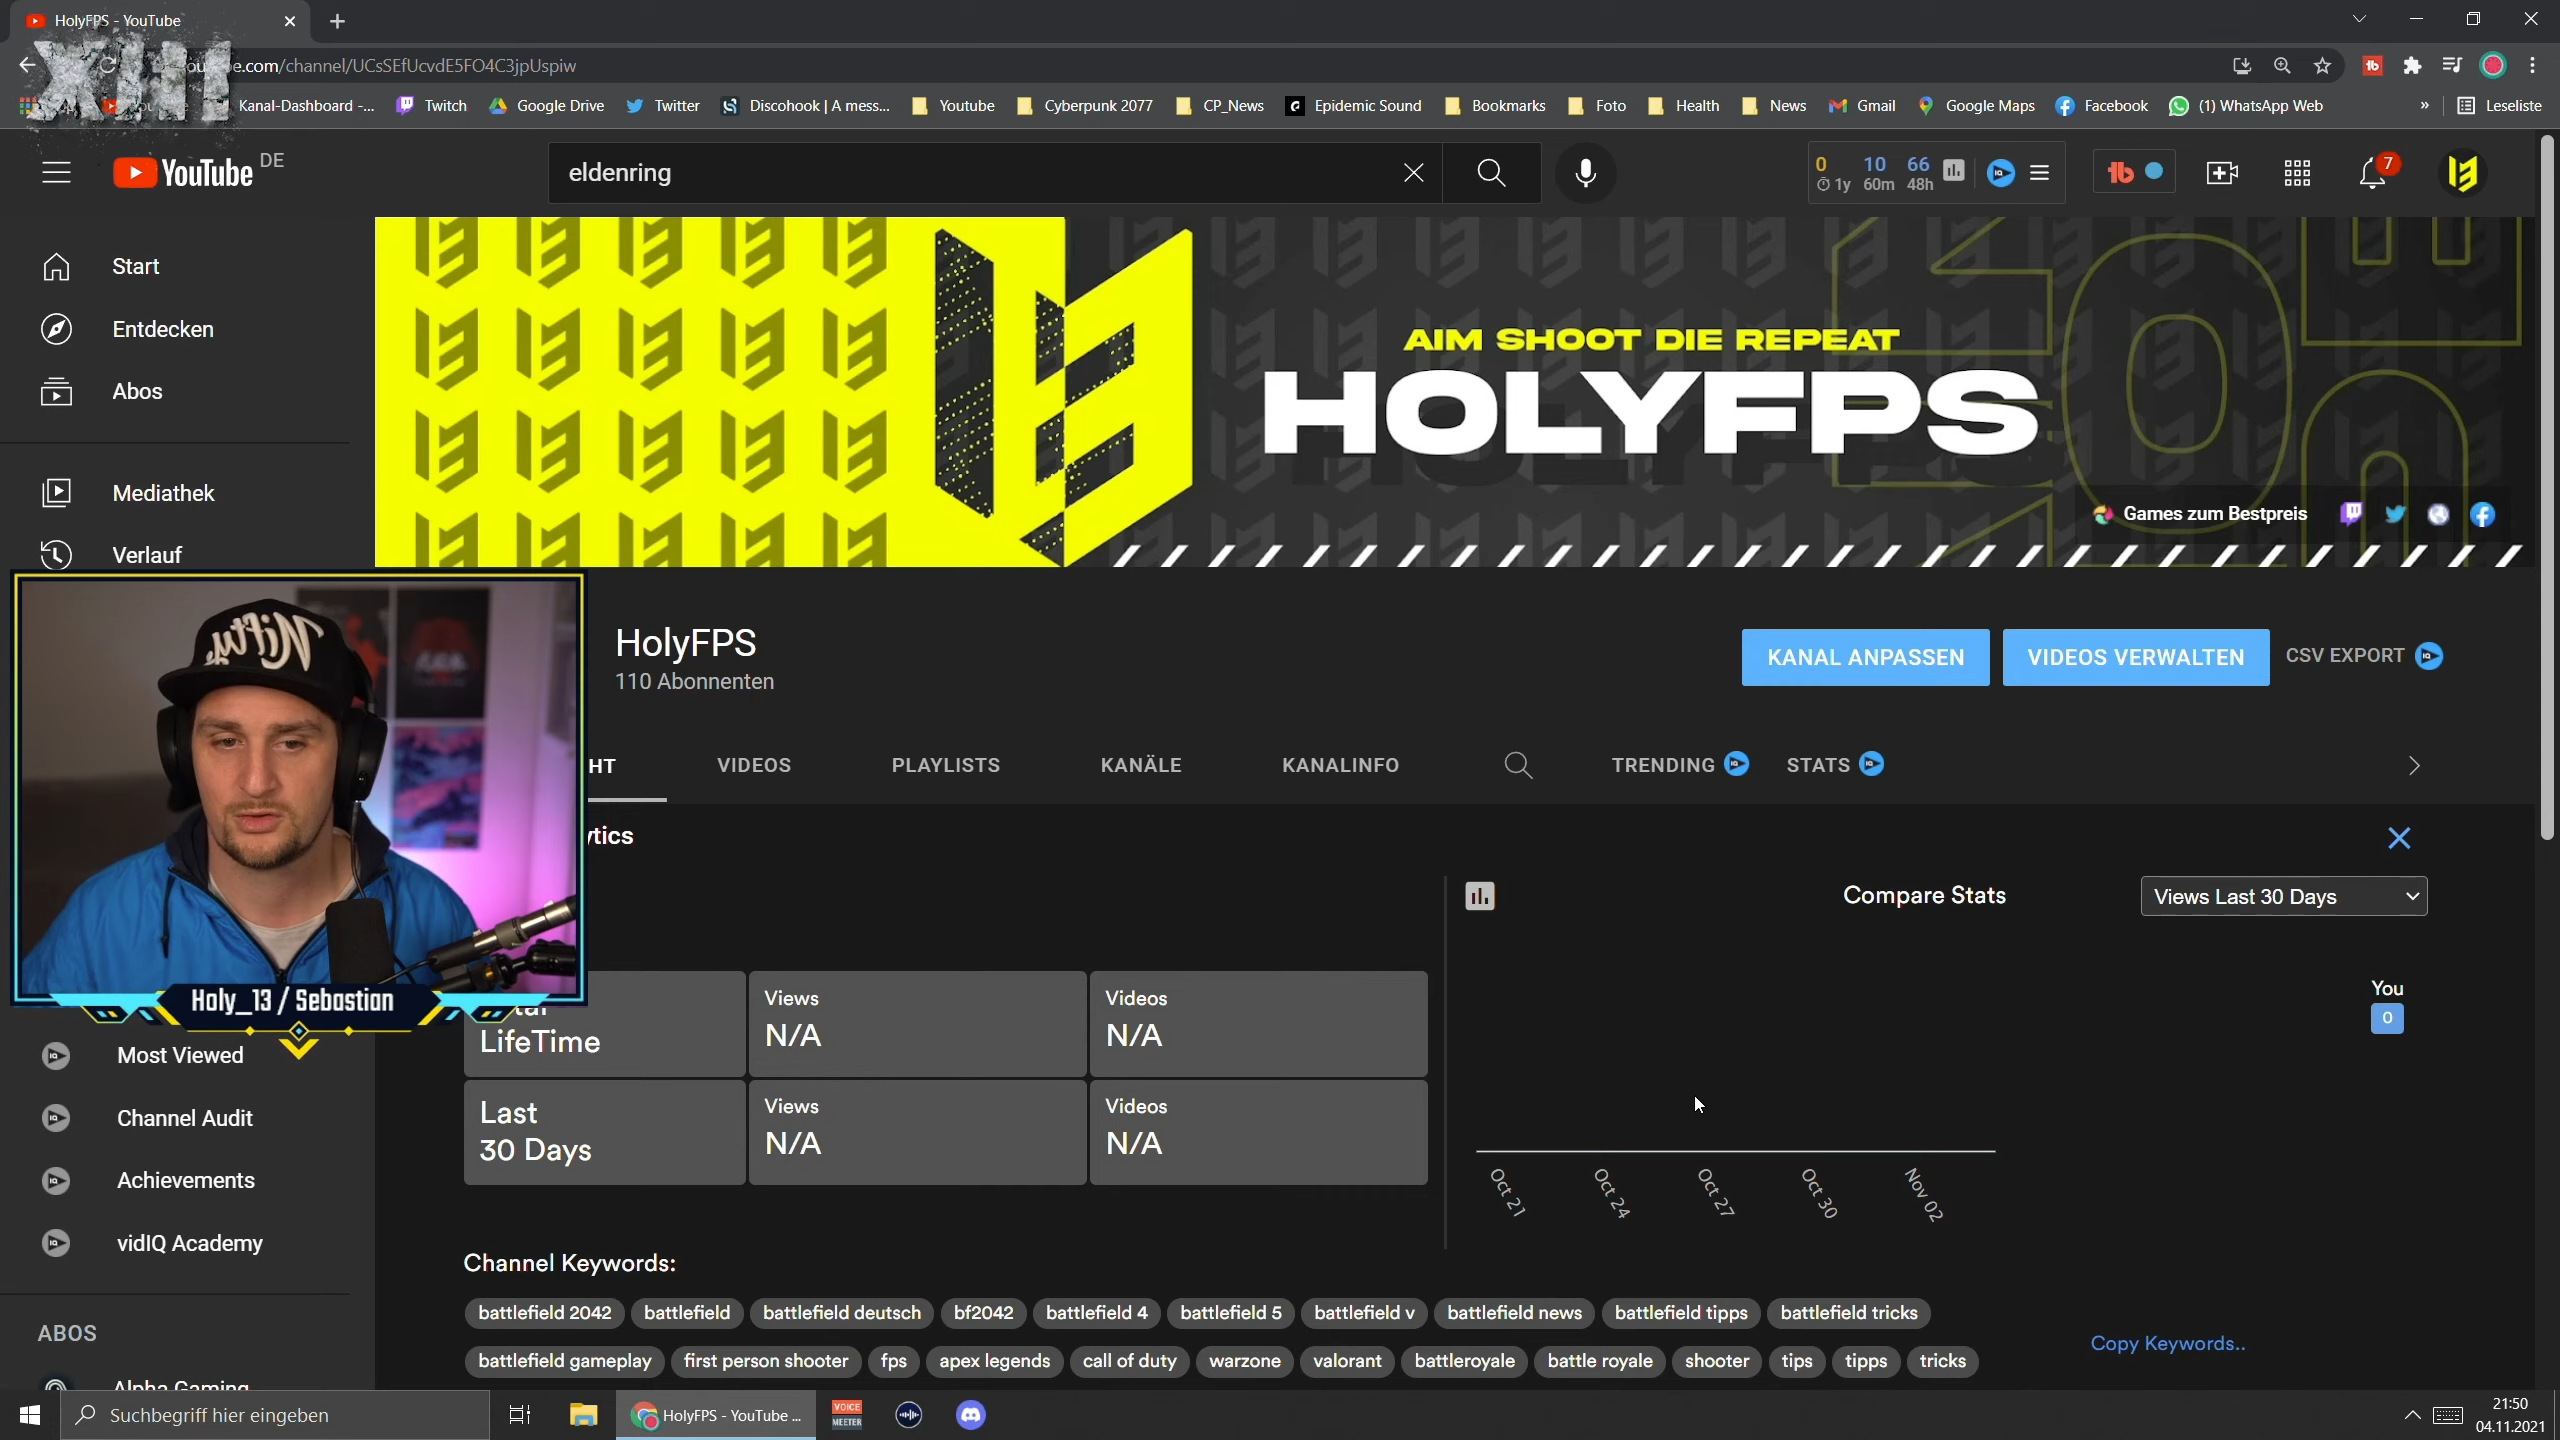 HolyFPS - YouTube
XIII
e.com/channel/UCsSEfUcvdE5FO4C3jpUspiw
Kanal-Dashboard -...
Twitch
Google Drive
Twitter
Discohook | A mess...
Youtube
Cyberpunk 2077
CP_News
Epidemic Sound
Bookmarks
Foto
Health
News
Gmail
Google Maps
Facebook
(1) WhatsApp Web
»
Leseliste
YouTube DE
eldenring
0 10 66
1y 60m 48h
tb
7
Start
Entdecken
Abos
Mediathek
Verlauf
AIM SHOOT DIE REPEAT
HOLYFPS
Games zum Bestpreis
Nifty
Holy_13 / Sebastian
HolyFPS
110 Abonnenten
KANAL ANPASSEN
VIDEOS VERWALTEN
CSV EXPORT
HT
VIDEOS
PLAYLISTS
KANÄLE
KANALINFO
TRENDING
STATS
ytics
Compare Stats
Views Last 30 Days
You
0
LifeTime
Views
N/A
Videos
N/A
Last
30 Days
Views
N/A
Videos
N/A
Oct 21
Oct 24
Oct 27
Oct 30
Nov 02
Most Viewed
Channel Audit
Achievements
vidIQ Academy
ABOS
Alpha Gaming
Channel Keywords:
battlefield 2042
battlefield
battlefield deutsch
bf2042
battlefield 4
battlefield 5
battlefield v
battlefield news
battlefield tipps
battlefield tricks
battlefield gameplay
first person shooter
fps
apex legends
call of duty
warzone
valorant
battleroyale
battle royale
shooter
tips
tipps
tricks
Copy Keywords..
Suchbegriff hier eingeben
HolyFPS - YouTube ...
VOICE
MEETER
21:50
04.11.2021